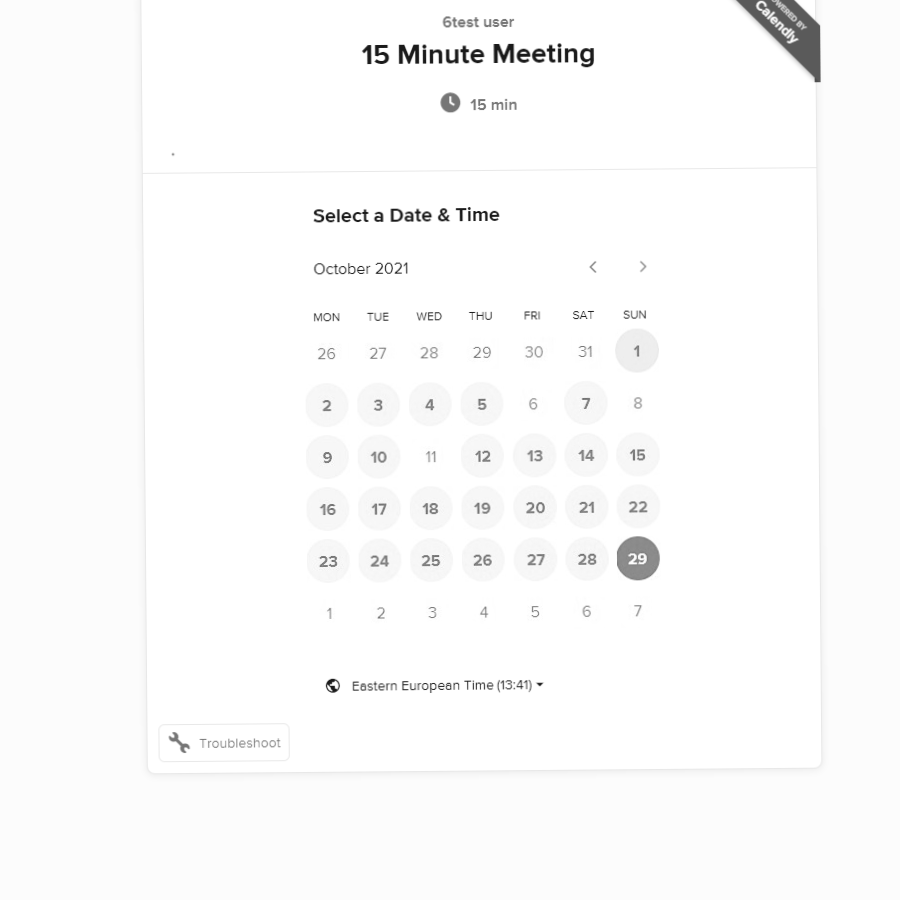 6test user
15 Minute Meeting
15 min
POWERED BY
Calendly
.
Select a Date & Time
October 2021
MON TUE WED THU FRI SAT SUN
26 27 28 29 30 31 1
2 3 4 5 6 7 8
9 10 11 12 13 14 15
16 17 18 19 20 21 22
23 24 25 26 27 28 29
1 2 3 4 5 6 7
Eastern European Time (13:41)
Troubleshoot